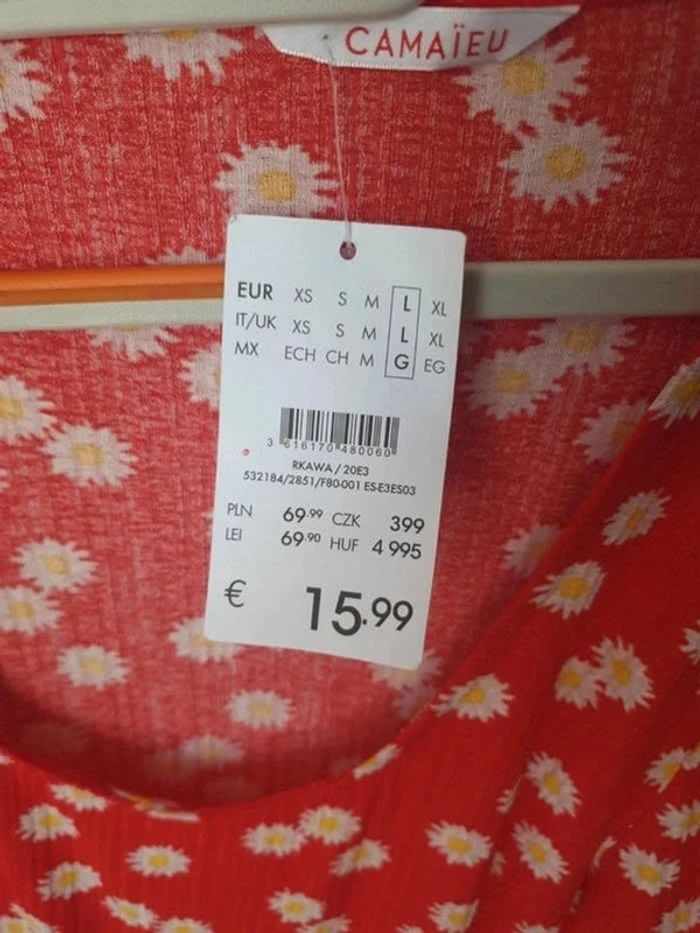 CAMAÏEU
EUR XS S M L XL
IT/UK XS S M L XL
MX ECH CH M G EG
3 616170 480060
RKAWA / 20E3
532184/2851/F80-001 ES-E3ES03
PLN 69.99 CZK 399
LEI 69.90 HUF 4 995
€ 15.99